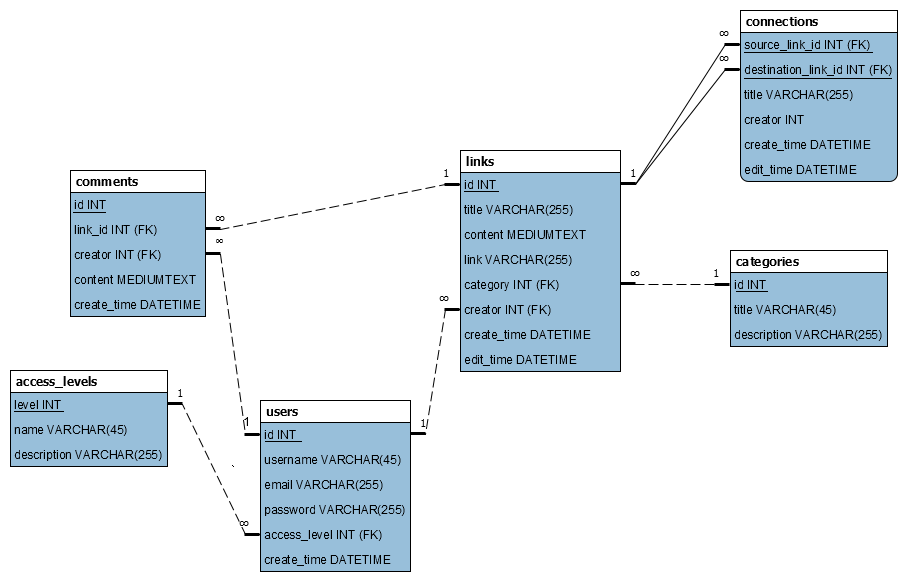 connections
source_link_id INT (FK)
destination_link_id INT (FK)
title VARCHAR(255)
creator INT
create_time DATETIME
edit_time DATETIME
∞
∞
links
id INT
title VARCHAR(255)
content MEDIUMTEXT
link VARCHAR(255)
category INT (FK)
creator INT (FK)
create_time DATETIME
edit_time DATETIME
1
1
∞
∞
comments
id INT
link_id INT (FK)
creator INT (FK)
content MEDIUMTEXT
create_time DATETIME
∞
∞
categories
id INT
title VARCHAR(45)
description VARCHAR(255)
1
access_levels
level INT
name VARCHAR(45)
description VARCHAR(255)
1
users
id INT
username VARCHAR(45)
email VARCHAR(255)
password VARCHAR(255)
access_level INT (FK)
create_time DATETIME
1
1
∞